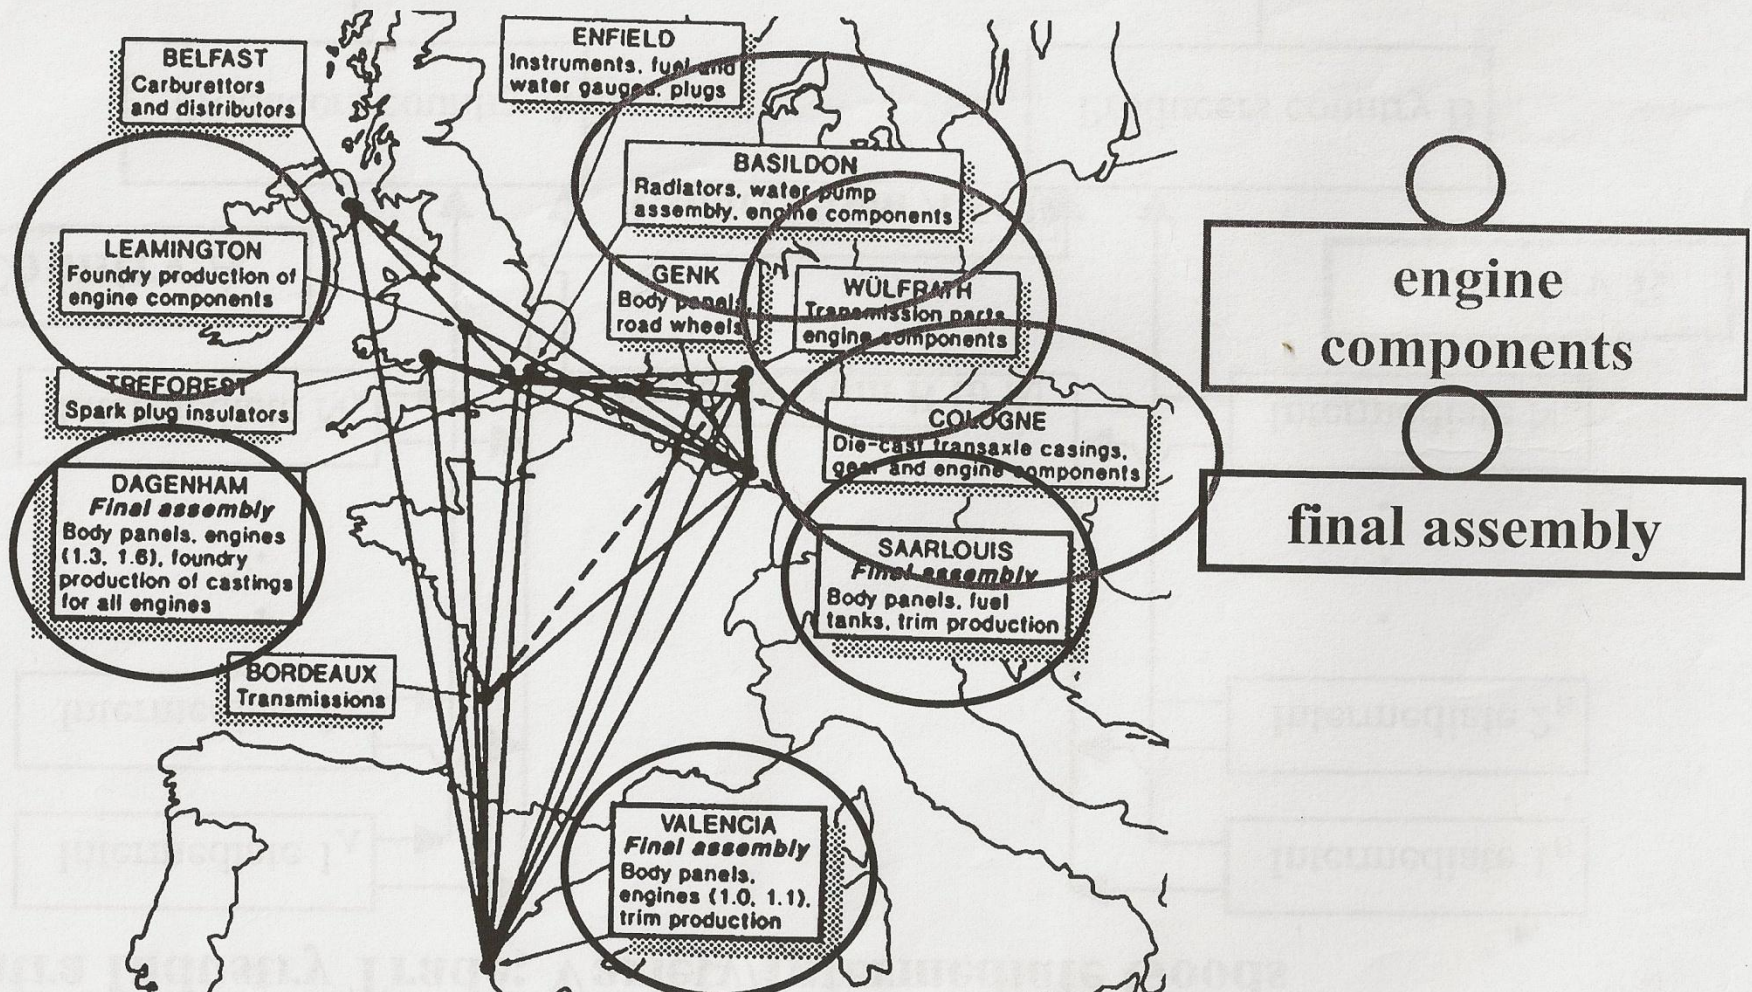 BELFAST
Carburettors
and distributors
ENFIELD
Instruments, fuel and
water gauges, plugs
BASILDON
Radiators, water pump
assembly, engine components
LEAMINGTON
Foundry production of
engine components
GENK
Body panels,
road wheels
WÜLFRATH
Transmission parts
engine components
TREFOREST
Spark plug insulators
COLOGNE
Die-cast transaxle casings,
gear and engine components
DAGENHAM
Final assembly
Body panels, engines
(1.3, 1.6), foundry
production of castings
for all engines
SAARLOUIS
Final assembly
Body panels, fuel
tanks, trim production
BORDEAUX
Transmissions
VALENCIA
Final assembly
Body panels,
engines (1.0, 1.1),
trim production
engine
components
final assembly